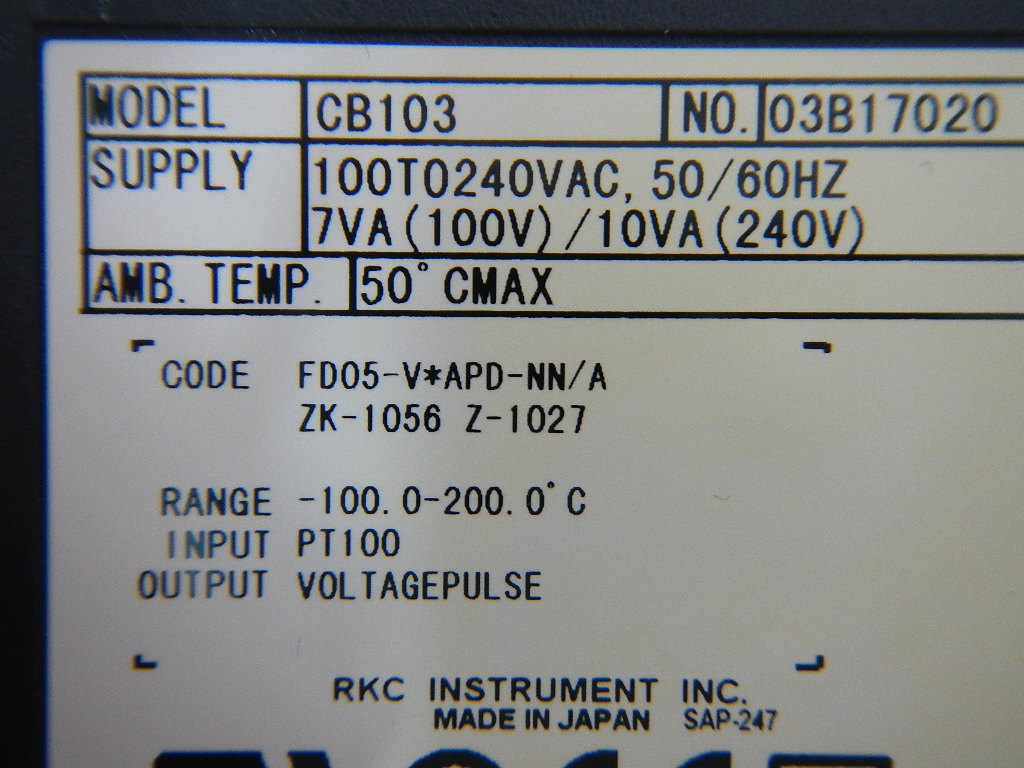 MODEL CB103 NO. 03B17020
SUPPLY 100TO240VAC, 50/60HZ
7VA(100V)/10VA(240V)
AMB. TEMP. 50°CMAX
CODE FD05-V*APD-NN/A
ZK-1056 Z-1027
RANGE -100.0-200.0°C
INPUT PT100
OUTPUT VOLTAGEPULSE
RKC INSTRUMENT INC.
MADE IN JAPAN SAP-247